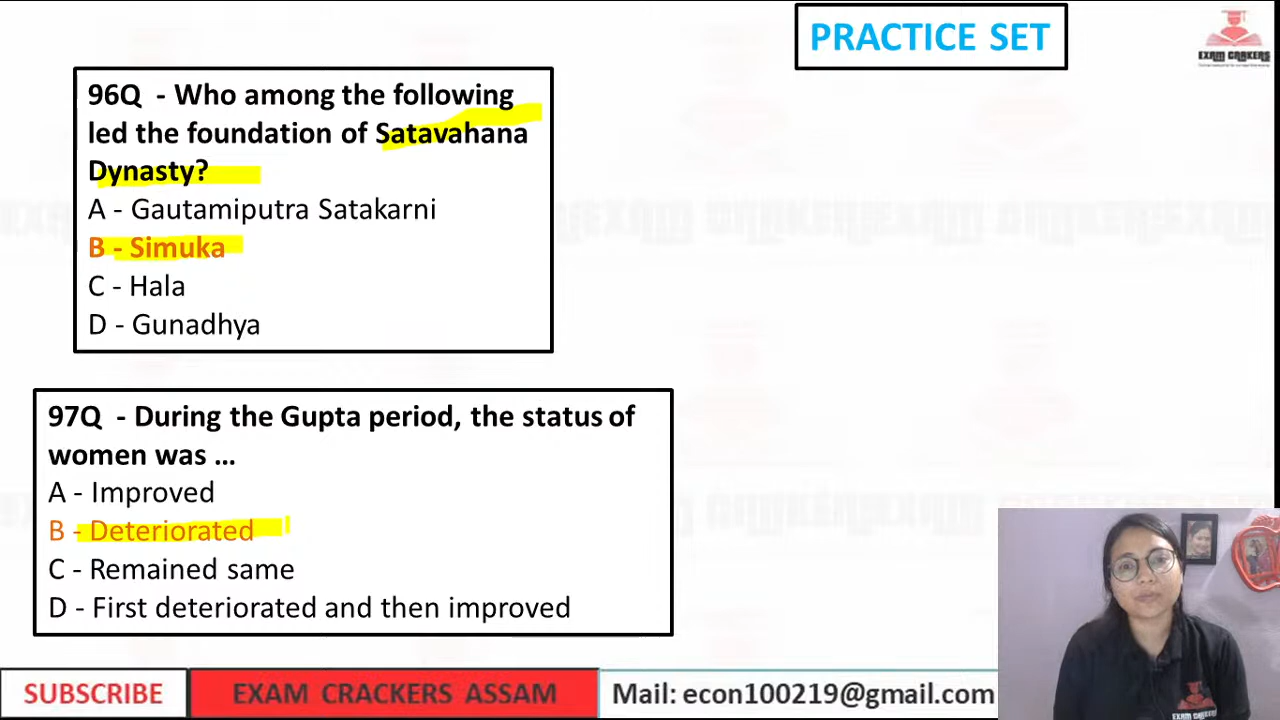 PRACTICE SET
EXAM CRAKERS
96Q - Who among the following
led the foundation of Satavahana
Dynasty?
A - Gautamiputra Satakarni
B - Simuka
C - Hala
D - Gunadhya
97Q - During the Gupta period, the status of
women was ...
A - Improved
B - Deteriorated
C - Remained same
D - First deteriorated and then improved
SUBSCRIBE
EXAM CRACKERS ASSAM
Mail: econ100219@gmail.com